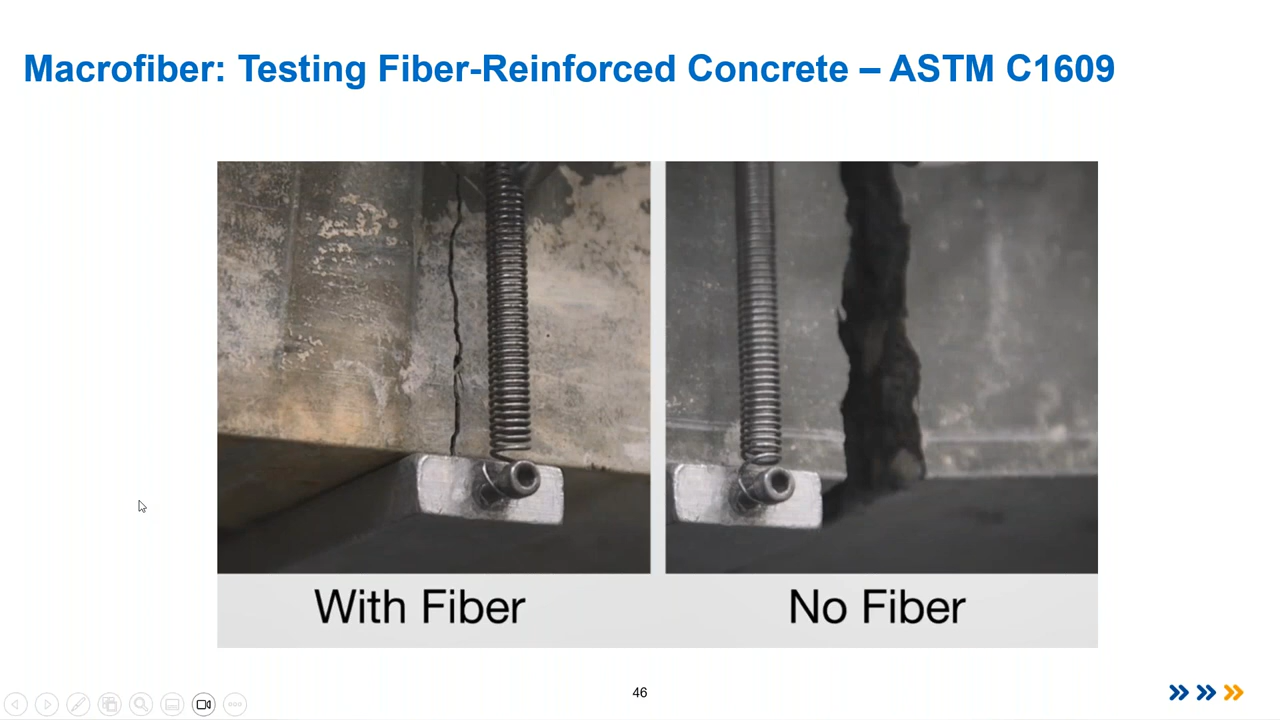 Macrofiber: Testing Fiber-Reinforced Concrete – ASTM C1609
With Fiber
No Fiber
46